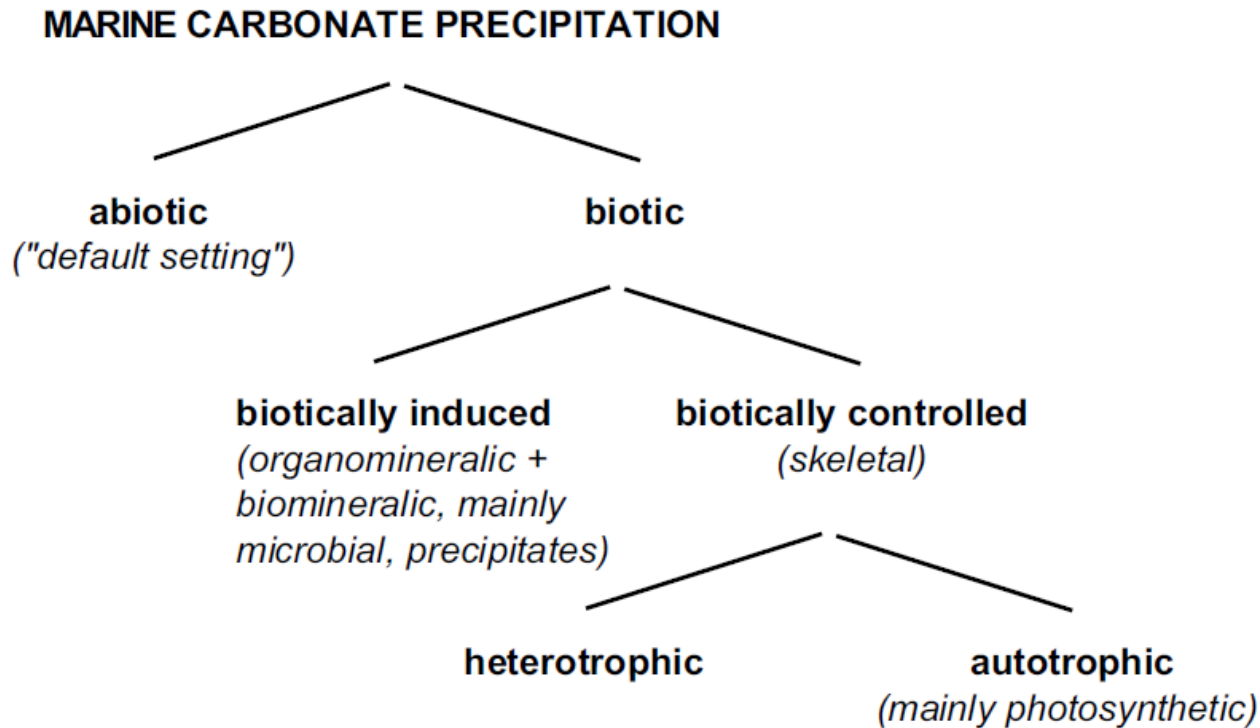 MARINE CARBONATE PRECIPITATION
abiotic
("default setting")
biotic
biotically induced
(organomineralic +
biomineralic, mainly
microbial, precipitates)
biotically controlled
(skeletal)
heterotrophic
autotrophic
(mainly photosynthetic)